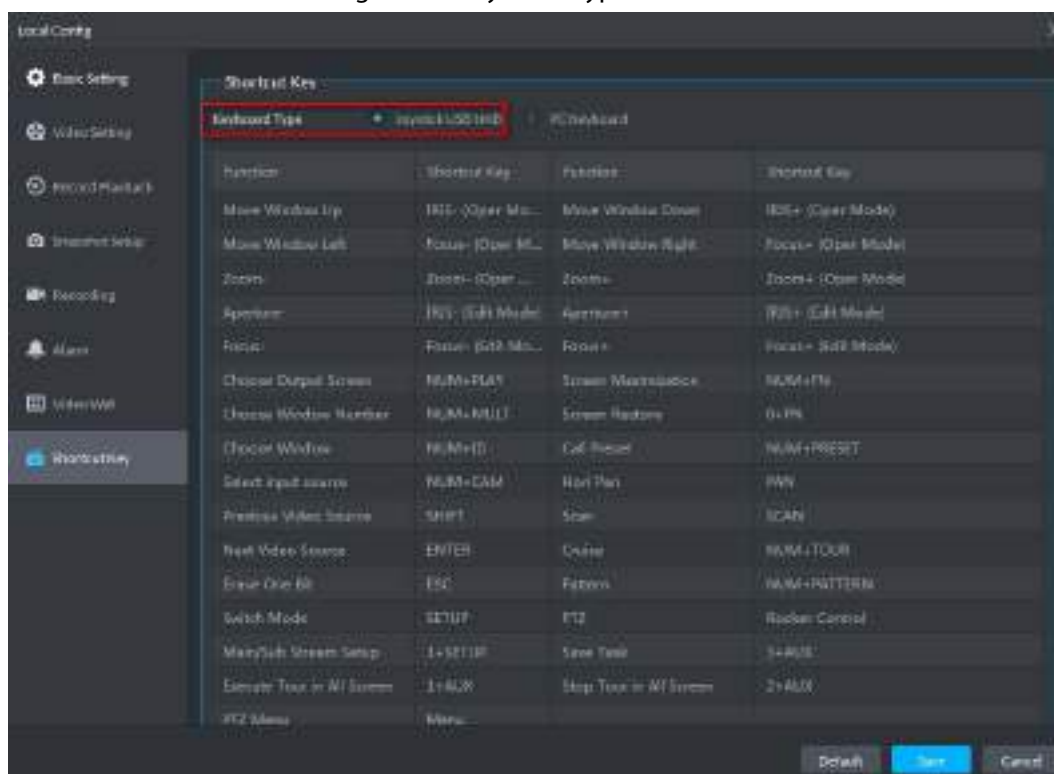 Local Config
Basic Setting
Video Setting
Record Playback
Snapshot Setup
Recording
Alarm
Video Wall
Shortcut Key
Shortcut Key
Keyboard Type Joystick(USB HID) PC Keyboard
Function Shortcut Key Function Shortcut Key
Move Window Up IRIS- (Oper Mo... Move Window Down IRIS+ (Oper Mode)
Move Window Left Focus- (Oper M... Move Window Right Focus+ (Oper Mode)
Zoom- Zoom- (Oper ... Zoom+ Zoom+ (Oper Mode)
Aperture- IRIS- (Edit Mode) Aperture+ IRIS+ (Edit Mode)
Focus- Focus- (Edit Mo... Focus+ Focus+ (Edit Mode)
Choose Output Screen NUM+PLAY Screen Maximization NUM+FN
Choose Window Number NUM+MULT Screen Restore 0+FN
Choose Window NUM+ID Call Preset NUM+PRESET
Select input source NUM+CAM Hori Pan PAN
Previous Video Source SHIFT Scan SCAN
Next Video Source ENTER Cruise NUM+TOUR
Erase One Bit ESC Pattern NUM+PATTERN
Switch Mode SETUP PTZ Rocker Control
Main/Sub Stream Setup 1+SETUP Save Task 3+AUX
Execute Tour in All Screen 1+AUX Stop Tour in All Screen 2+AUX
PTZ Menu Menu
Default Save Cancel